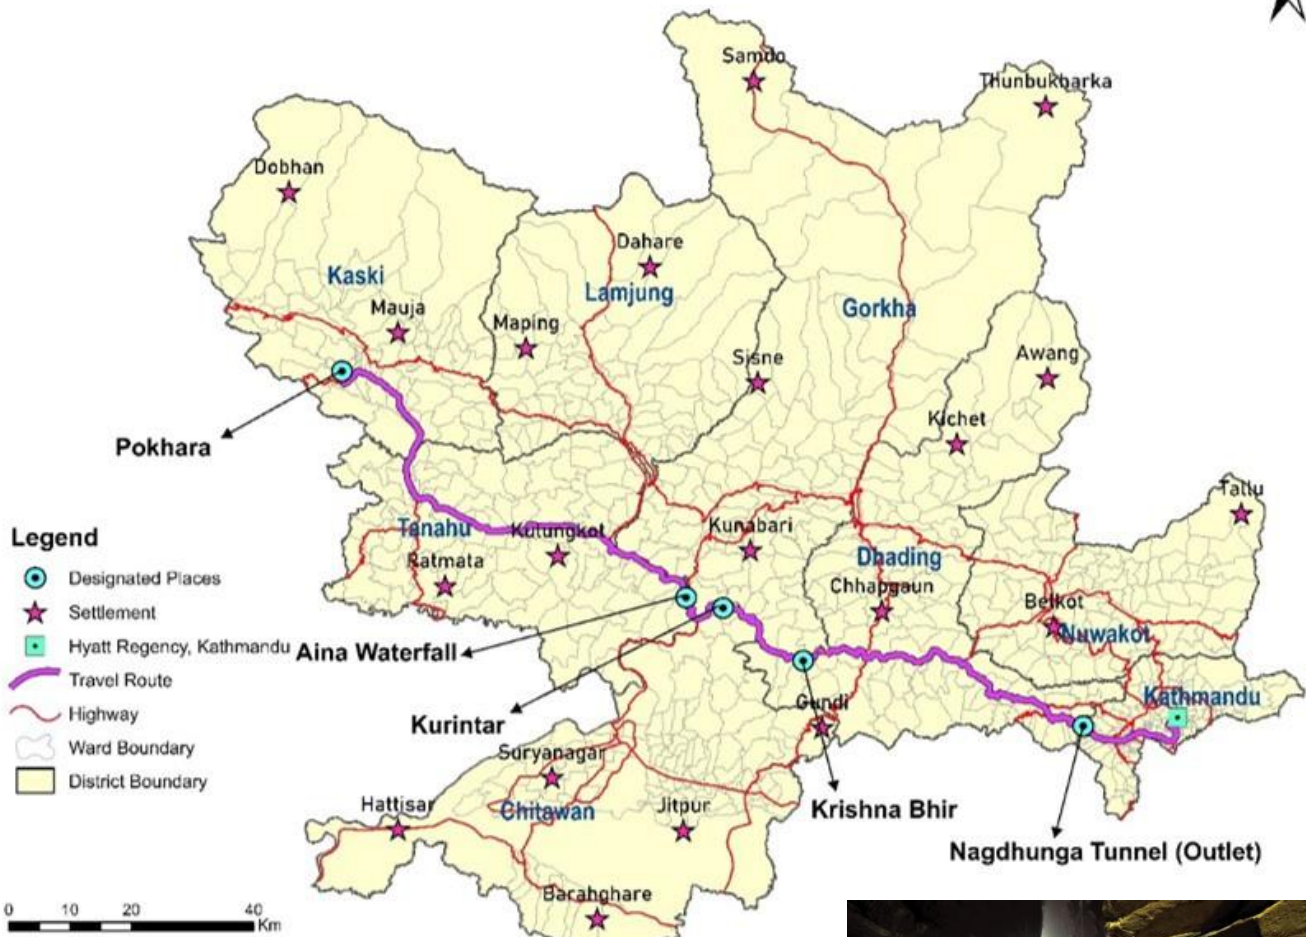 Samdo
Thunbukharka
Dobhan
Dahare
Kaski
Lamjung
Gorkha
Mauja
Maping
Sisne
Awang
Kichet
Pokhara
Tallu
Legend
Tanahu
Kulungkot
Kunabari
Dhading
Ratmata
Chhapgaun
Belkot
Nuwakot
Designated Places
Settlement
Hyatt Regency, Kathmandu
Aina Waterfall
Travel Route
Highway
Kurintar
Gundi
Kathmandu
Ward Boundary
Suryanagar
District Boundary
Hattisar
Chitawan
Jitpur
Krishna Bhir
Nagdhunga Tunnel (Outlet)
Barahghare
0 10 20 40
Km